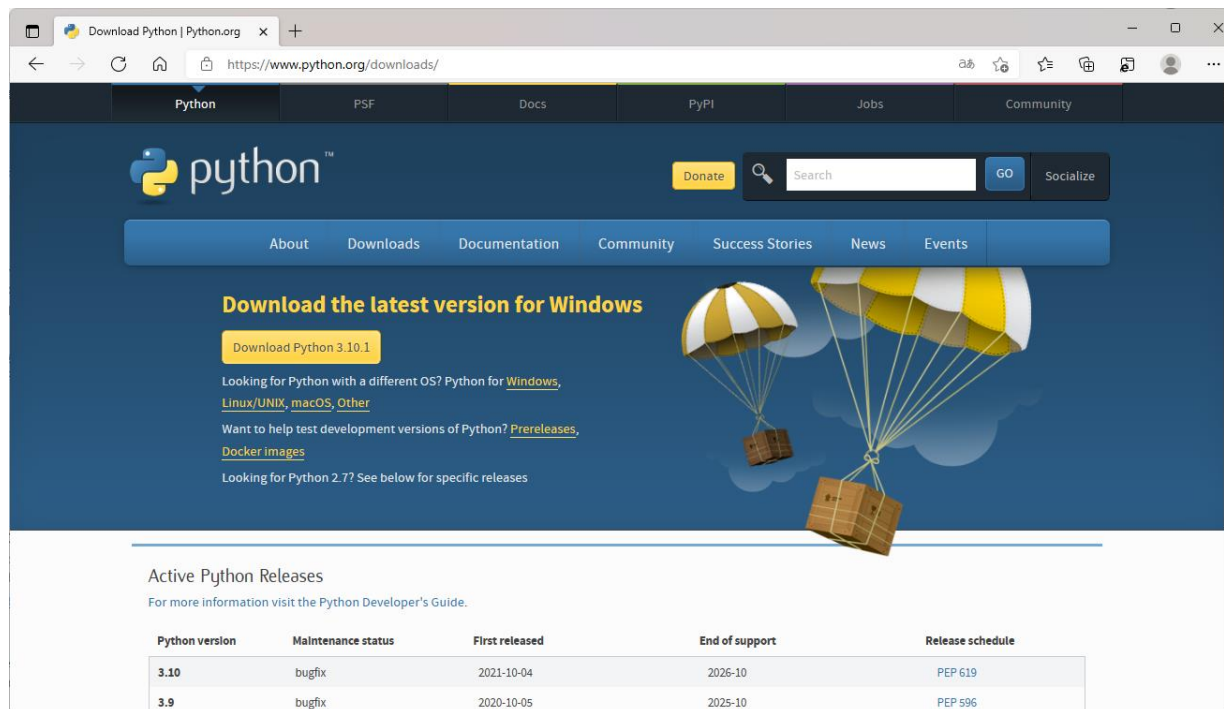 Download Python | Python.org
https://www.python.org/downloads/
Python PSF Docs PyPI Jobs Community
python™
Donate Search GO Socialize
About Downloads Documentation Community Success Stories News Events
Download the latest version for Windows
Download Python 3.10.1
Looking for Python with a different OS? Python for Windows,
Linux/UNIX, macOS, Other
Want to help test development versions of Python? Prereleases,
Docker images
Looking for Python 2.7? See below for specific releases
Active Python Releases
For more information visit the Python Developer's Guide.
Python version Maintenance status First released End of support Release schedule
3.10 bugfix 2021-10-04 2026-10 PEP 619
3.9 bugfix 2020-10-05 2025-10 PEP 596